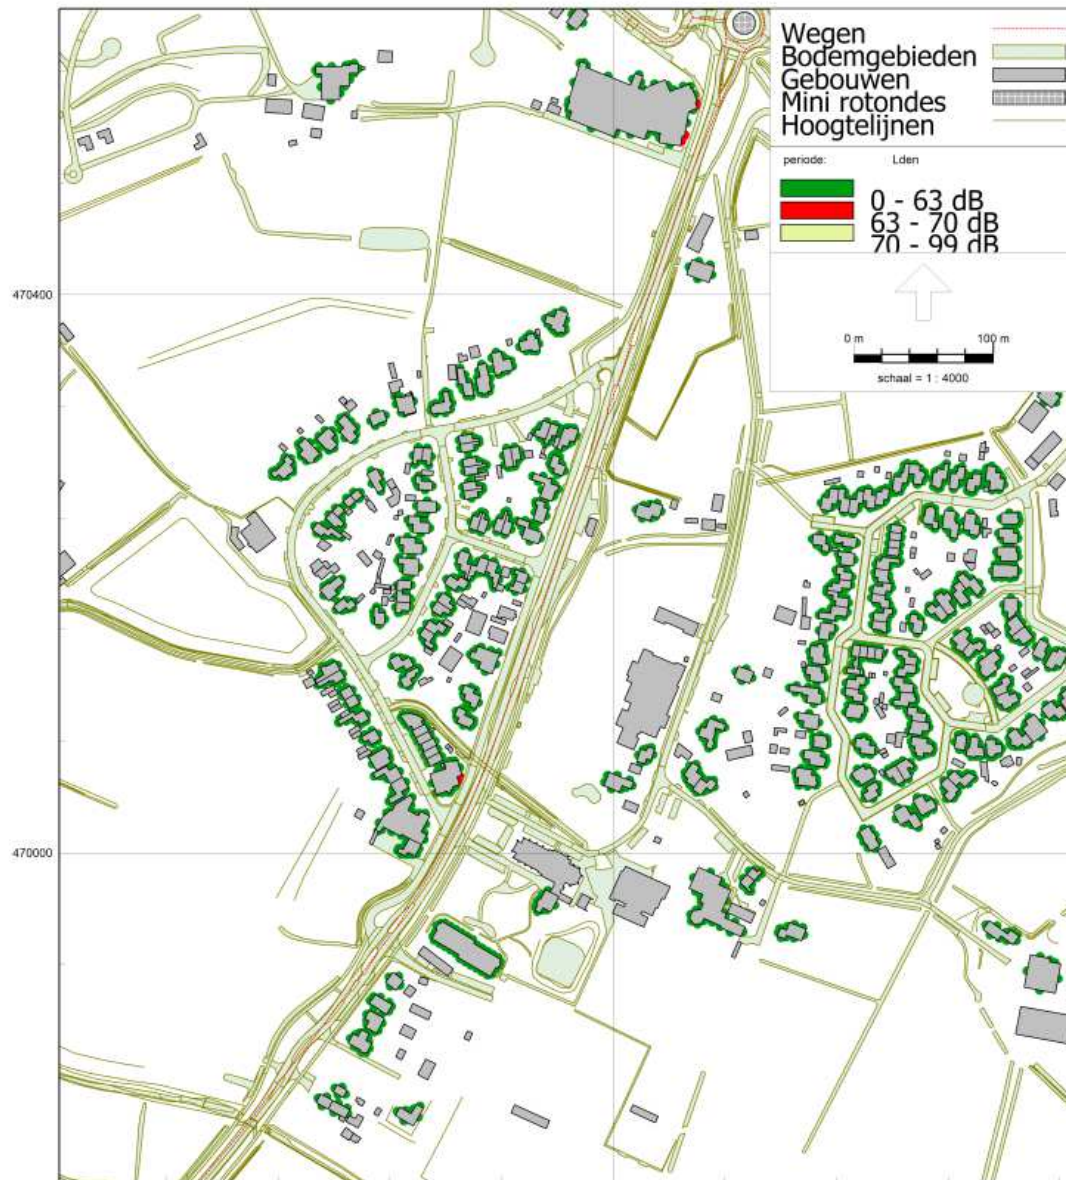 Wegen
Bodemgebieden
Gebouwen
Mini rotondes
Hoogtelijnen
periode: Lden
0 - 63 dB
63 - 70 dB
70 - 99 dB
470400
0 m 100 m
schaal = 1 : 4000
470000